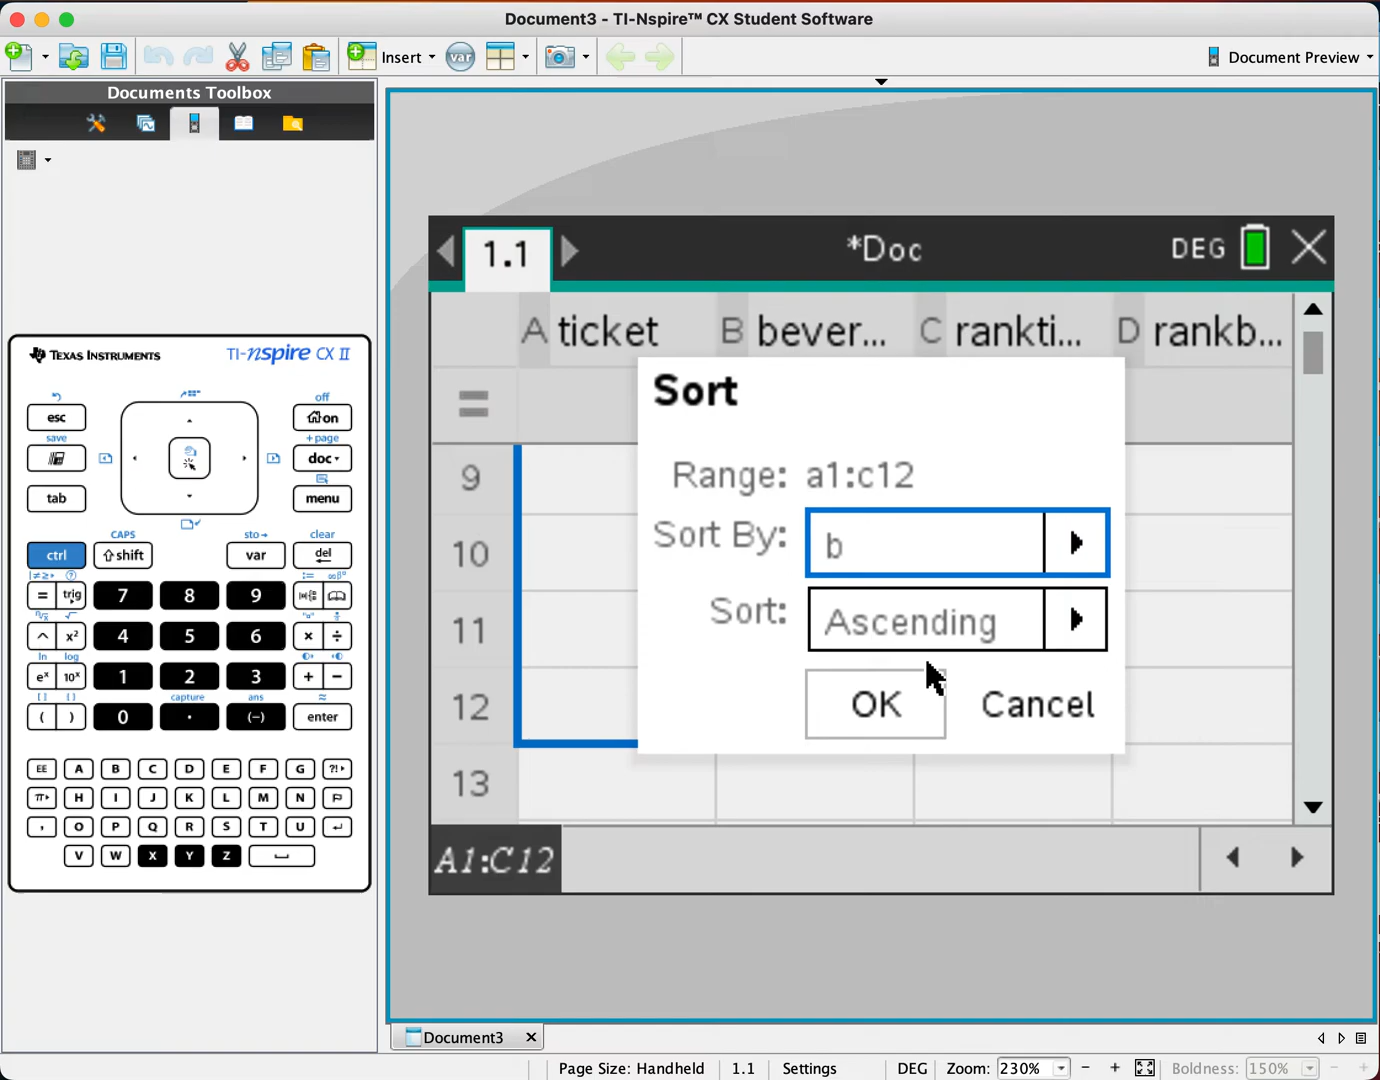 Document3 - TI-Nspire™ CX Student Software
Insert
var
Document Preview
Documents Toolbox
1.1
*Doc
DEG
A ticket
B bever...
C rankti...
D rankb...
=
Sort
Range: a1:c12
Sort By: b
Sort: Ascending
OK
Cancel
9
10
11
12
13
A1:C12
TEXAS INSTRUMENTS
TI-nspire CX II
off
esc
on
save
+ page
doc
tab
menu
CAPS
sto→
clear
ctrl
shift
var
del
= trig 7 8 9
^ x² 4 5 6 × ÷
ln log
eˣ 10ˣ 1 2 3 + −
[ ] { } capture ans ≈
( ) 0 . (−) enter
EE A B C D E F G ?!▸
π▸ H I J K L M N
, O P Q R S T U
V W X Y Z
Document3
Page Size: Handheld
1.1
Settings
DEG
Zoom: 230%
Boldness: 150%